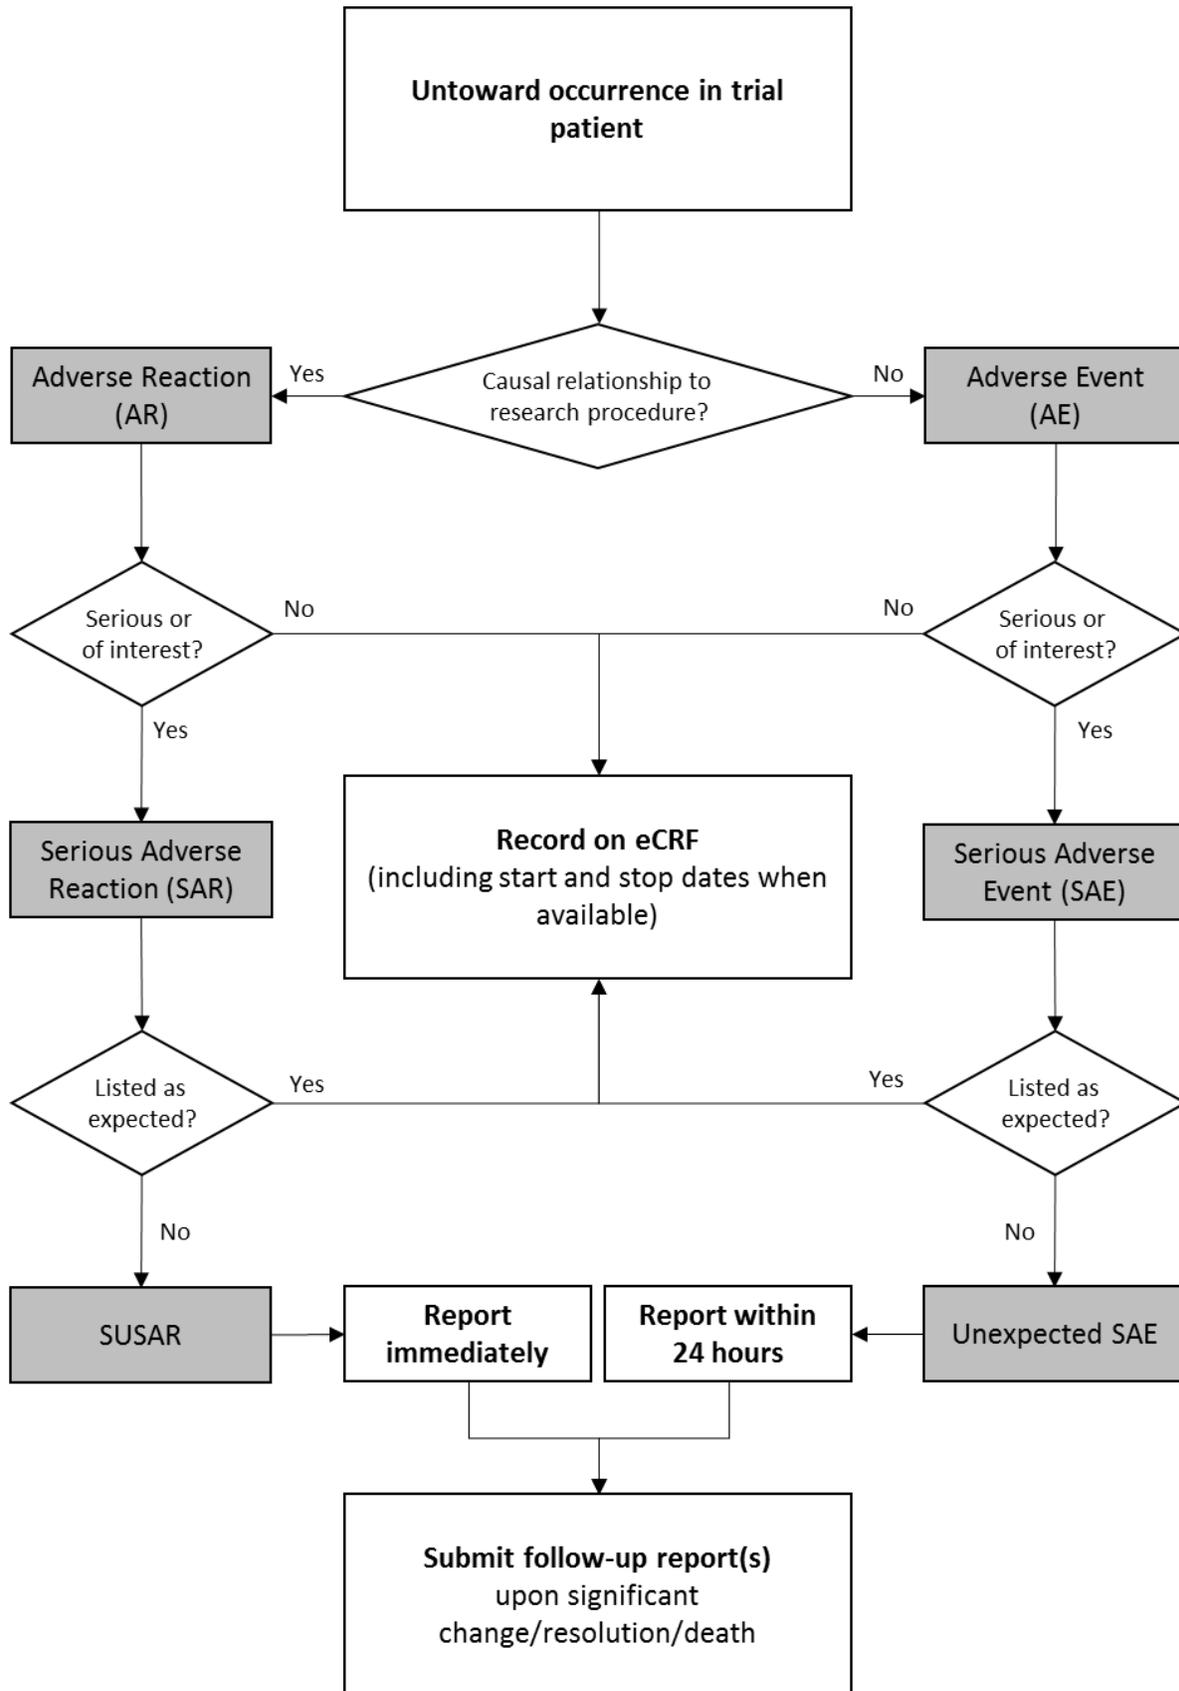 Untoward occurrence in trial
patient
Causal relationship to
research procedure?
Yes
No
Adverse Reaction
(AR)
Adverse Event
(AE)
Serious or
of interest?
No
No
Serious or
of interest?
Yes
Yes
Serious Adverse
Reaction (SAR)
Record on eCRF
(including start and stop dates when
available)
Serious Adverse
Event (SAE)
Listed as
expected?
Yes
Yes
Listed as
expected?
No
No
SUSAR
Report
immediately
Report within
24 hours
Unexpected SAE
Submit follow-up report(s)
upon significant
change/resolution/death